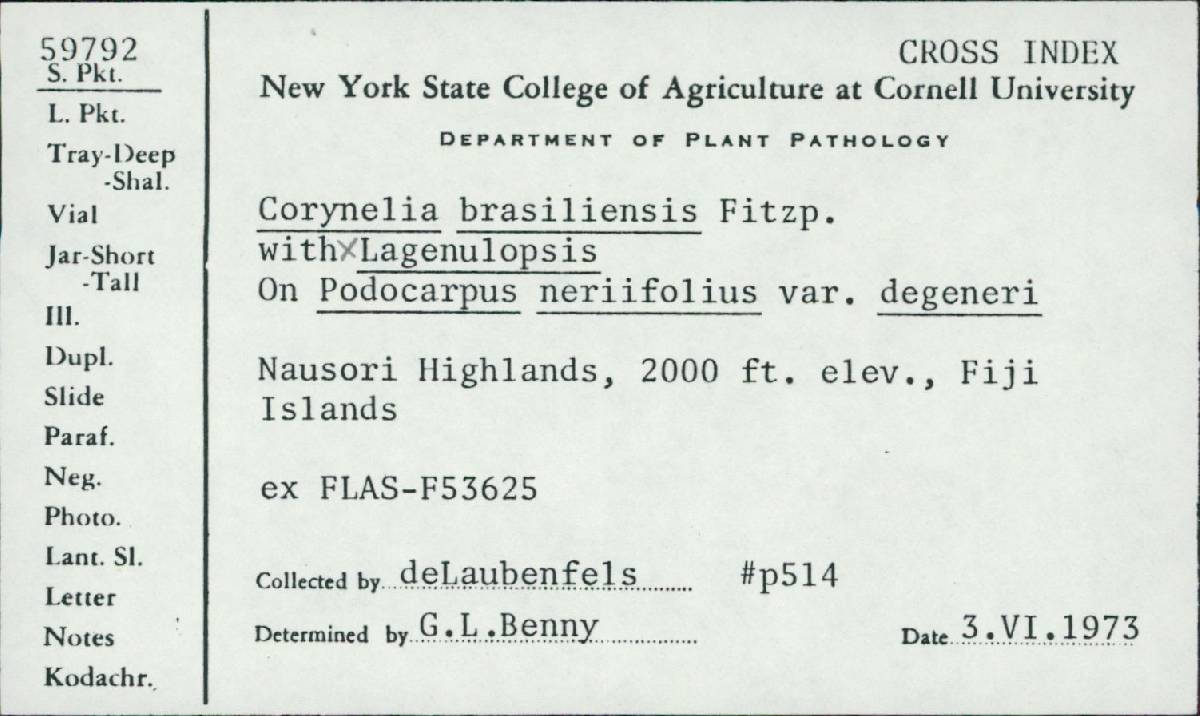 59792
S. Pkt.
L. Pkt.
Tray-Deep
-Shal.
Vial
Jar-Short
-Tall
Ill.
Dupl.
Slide
Paraf.
Neg.
Photo.
Lant. Sl.
Letter
Notes
Kodachr.
CROSS INDEX
New York State College of Agriculture at Cornell University
DEPARTMENT OF PLANT PATHOLOGY
Corynelia brasiliensis Fitzp.
with Lagenulopsis
On Podocarpus neriifolius var. degeneri
Nausori Highlands, 2000 ft. elev., Fiji
Islands
ex FLAS-F53625
Collected by deLaubenfels #p514
Determined by G.L.Benny Date 3.VI.1973